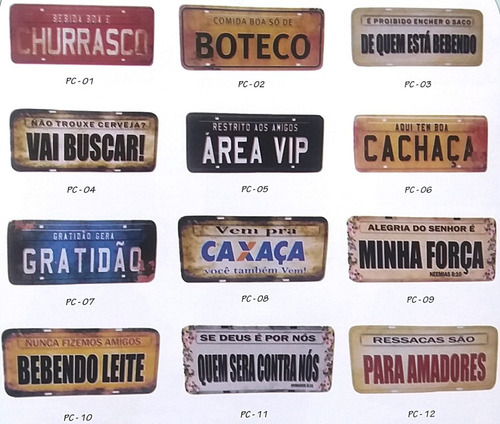 BEBIDA BOA É
CHURRASCO
PC-01
COMIDA BOA SÓ DE
BOTECO
PC-02
É PROIBIDO ENCHER O SACO
DE QUEM ESTÁ BEBENDO
PC-03
NÃO TROUXE CERVEJA?
VAI BUSCAR!
PC-04
RESTRITO AOS AMIGOS
ÁREA VIP
PC-05
AQUI TEM BOA
CACHAÇA
PC-06
GRATIDÃO GERA
GRATIDÃO
PC-07
Vem pra
CAXAÇA
você também Vem!
PC-08
ALEGRIA DO SENHOR É
MINHA FORÇA
NEEMIAS 8:10
PC-09
NUNCA FIZEMOS AMIGOS
BEBENDO LEITE
PC-10
SE DEUS É POR NÓS
QUEM SERA CONTRA NÓS
PC-11
RESSACAS SÃO
PARA AMADORES
PC-12